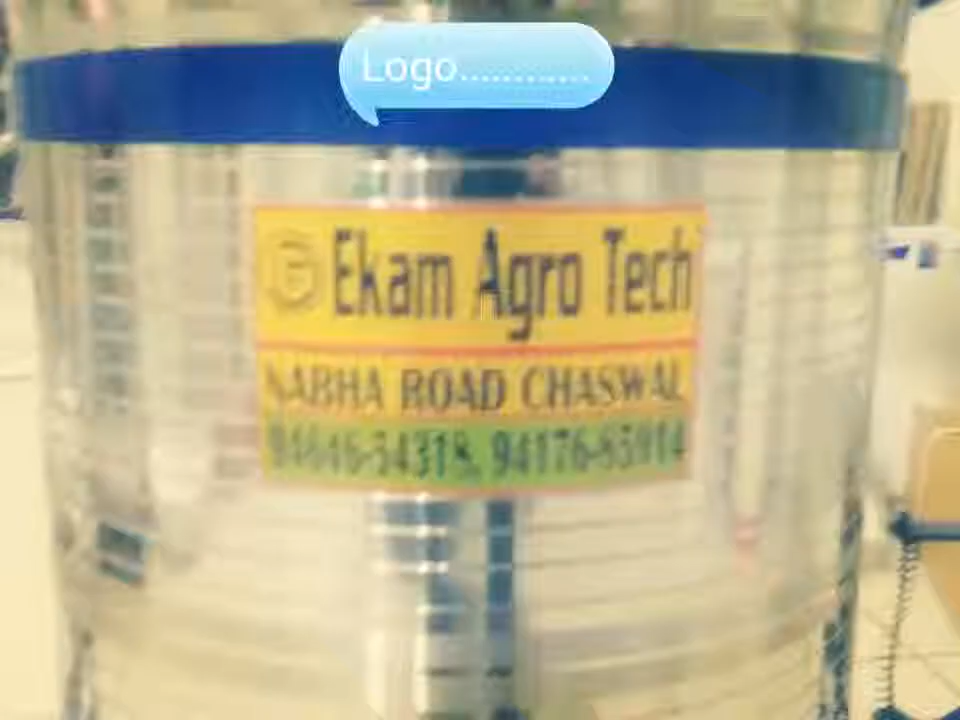 Logo............
Ekam Agro Tech
NABHA ROAD CHASWAL